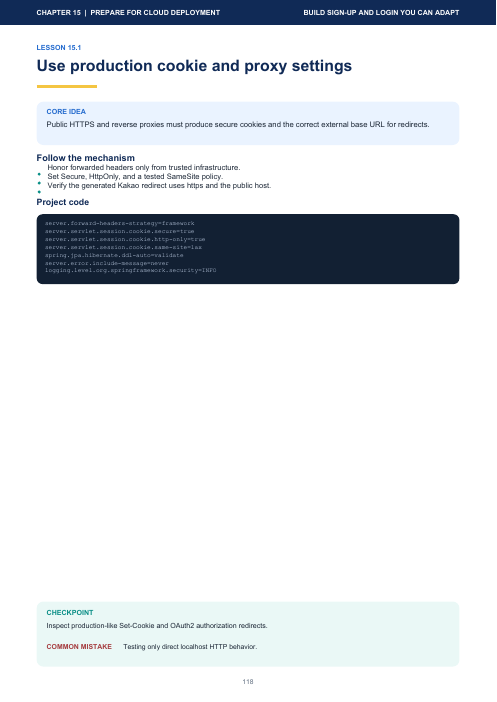 CHAPTER 15 | PREPARE FOR CLOUD DEPLOYMENT
BUILD SIGN-UP AND LOGIN YOU CAN ADAPT
LESSON 15.1
Use production cookie and proxy settings
CORE IDEA
Public HTTPS and reverse proxies must produce secure cookies and the correct external base URL for redirects.
Follow the mechanism
Honor forwarded headers only from trusted infrastructure.
Set Secure, HttpOnly, and a tested SameSite policy.
Verify the generated Kakao redirect uses https and the public host.
Project code
server.forward-headers-strategy=framework
server.servlet.session.cookie.secure=true
server.servlet.session.cookie.http-only=true
server.servlet.session.cookie.same-site=lax
spring.jpa.hibernate.ddl-auto=validate
server.error.include-message=never
logging.level.org.springframework.security=INFO
CHECKPOINT
Inspect production-like Set-Cookie and OAuth2 authorization redirects.
COMMON MISTAKE Testing only direct localhost HTTP behavior.
118